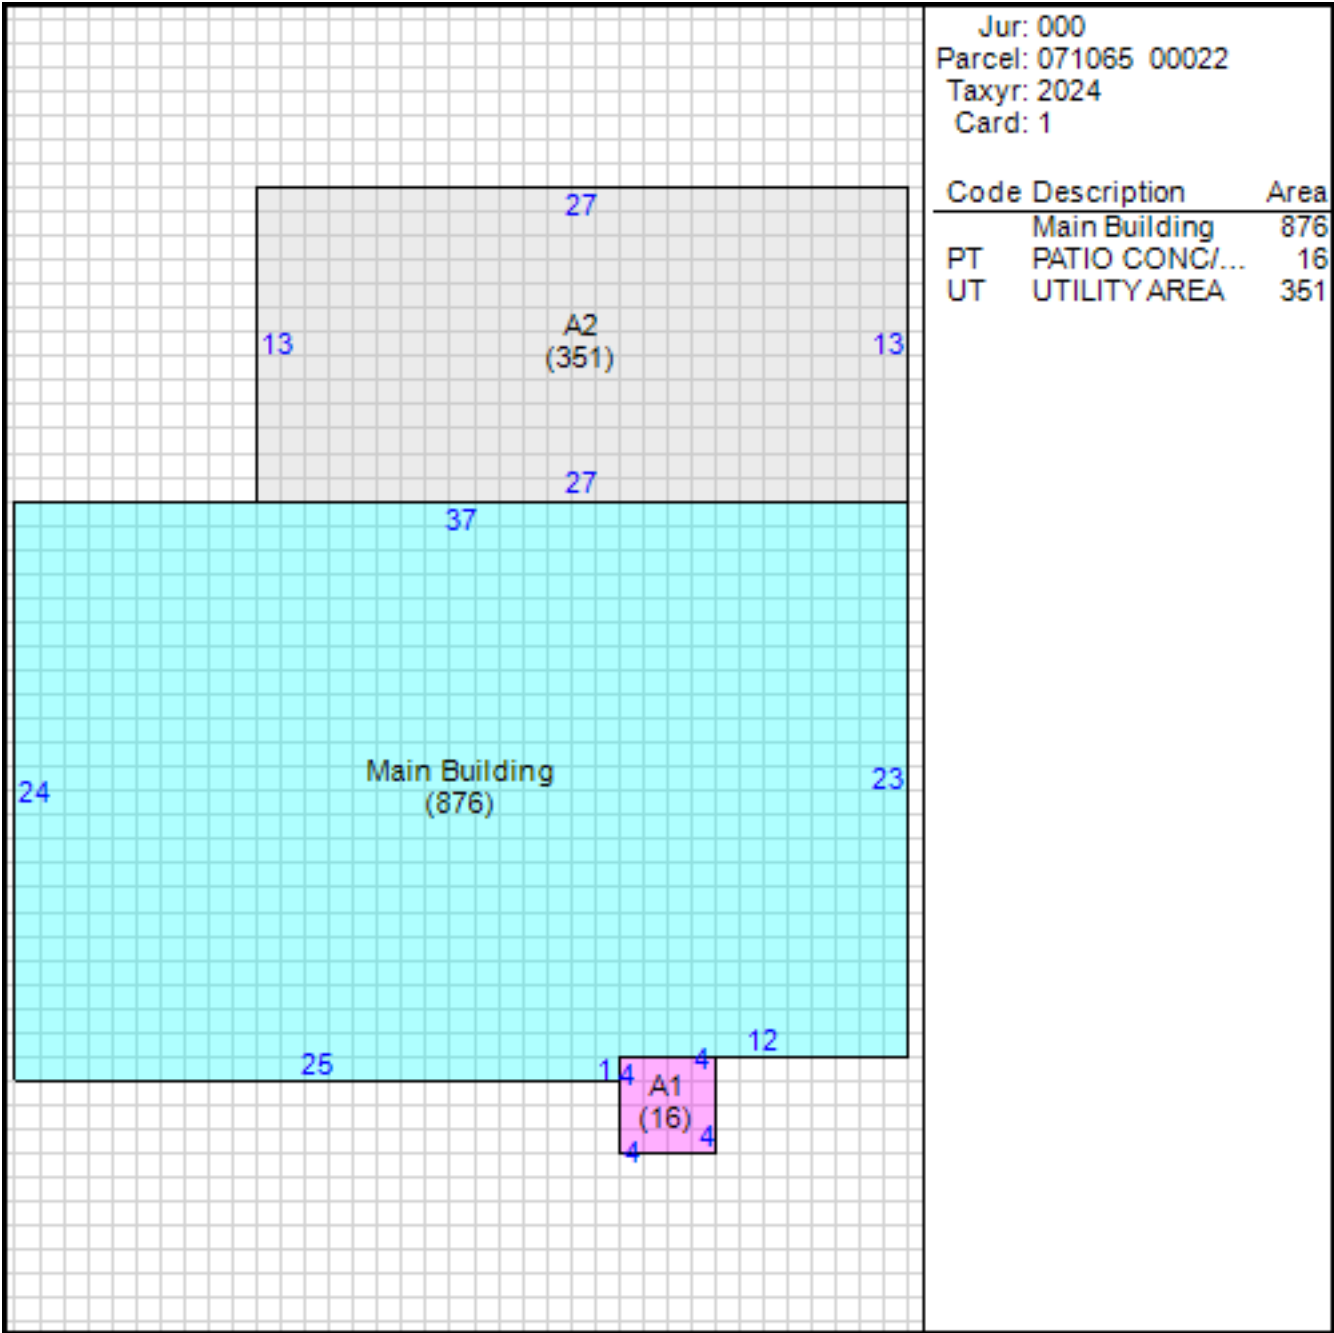 Jur: 000
Parcel: 071065 00022
Taxyr: 2024
Card: 1
Code Description Area
Main Building 876
PT PATIO CONC/... 16
UT UTILITY AREA 351
27
13
A2
(351)
13
27
37
24
Main Building
(876)
23
12
25
1
4
4
A1
(16)
4
4